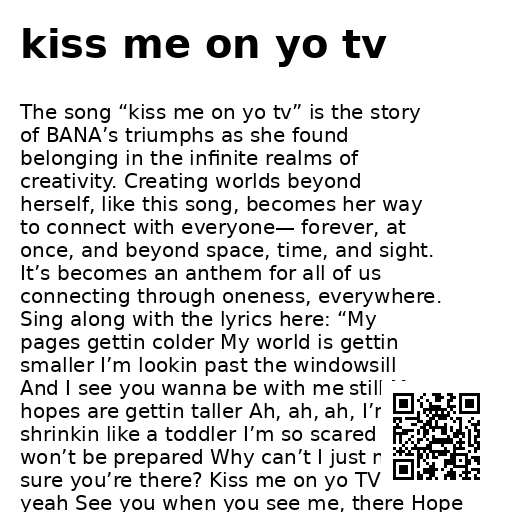 kiss me on yo tv
The song “kiss me on yo tv” is the story
of BANA’s triumphs as she found
belonging in the infinite realms of
creativity. Creating worlds beyond
herself, like this song, becomes her way
to connect with everyone— forever, at
once, and beyond space, time, and sight.
It’s becomes an anthem for all of us
connecting through oneness, everywhere.
Sing along with the lyrics here: “My
pages gettin colder My world is gettin
smaller I’m lookin past the windowsill
And I see you wanna be with me still
hopes are gettin taller Ah, ah, ah,
shrinkin like a toddler I’m so scared
won’t be prepared Why can’t I just
sure you’re there? Kiss me on yo TV
yeah See you when you see me, there Hope